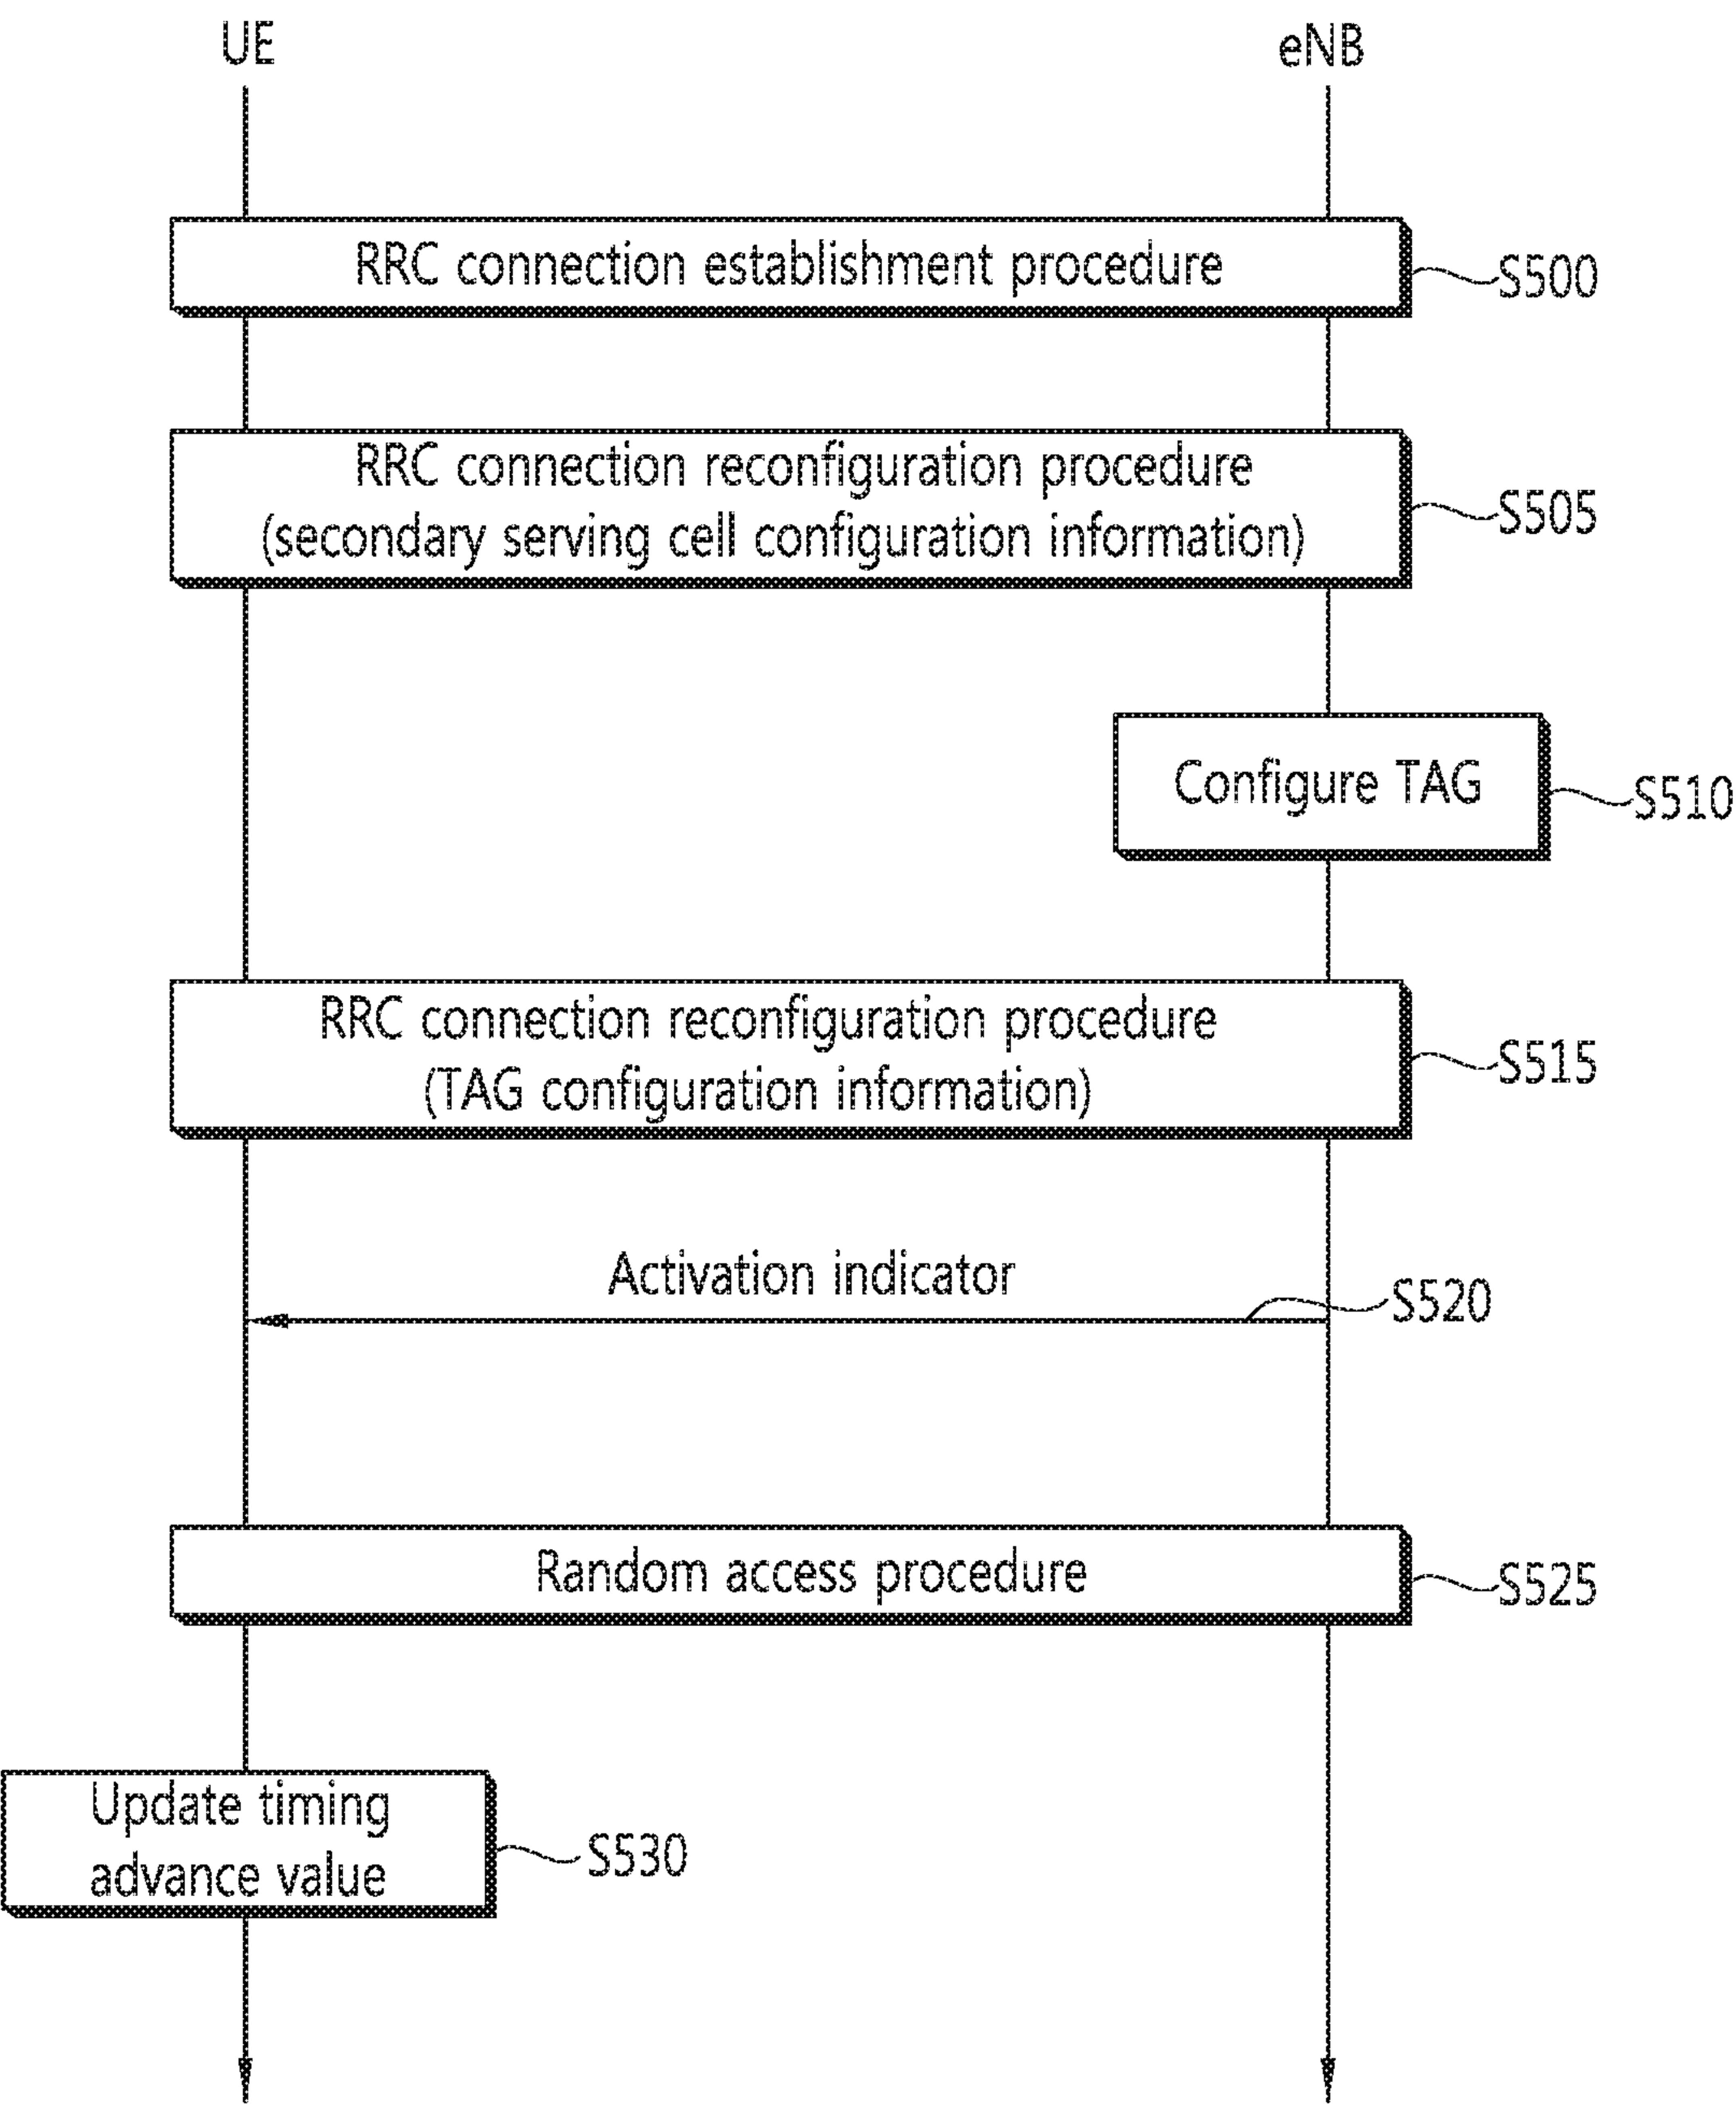 UE
eNB
RRC connection establishment procedure
S500
RRC connection reconfiguration procedure
(secondary serving cell configuration information)
S505
Configure TAG
S510
RRC connection reconfiguration procedure
(TAG configuration information)
S515
Activation indicator
S520
Random access procedure
S525
Update timing
advance value
S530